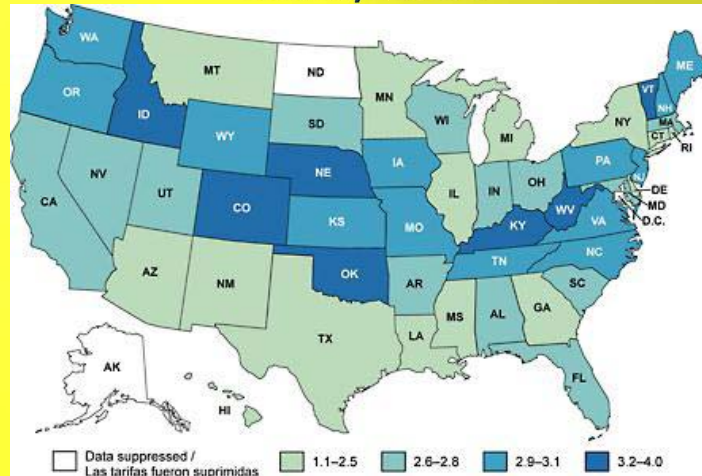 WA
MT
ND
MN
ME
VT
NH
MA
CT
RI
NY
OR
ID
WY
SD
WI
MI
PA
NJ
NV
UT
CO
NE
IA
IL
IN
OH
DE
MD
D.C.
CA
KS
MO
KY
WV
VA
AZ
NM
OK
AR
TN
NC
SC
TX
LA
MS
AL
GA
FL
AK
HI
Data suppressed /
Las tarifas fueron suprimidas
1.1–2.5
2.6–2.8
2.9–3.1
3.2–4.0